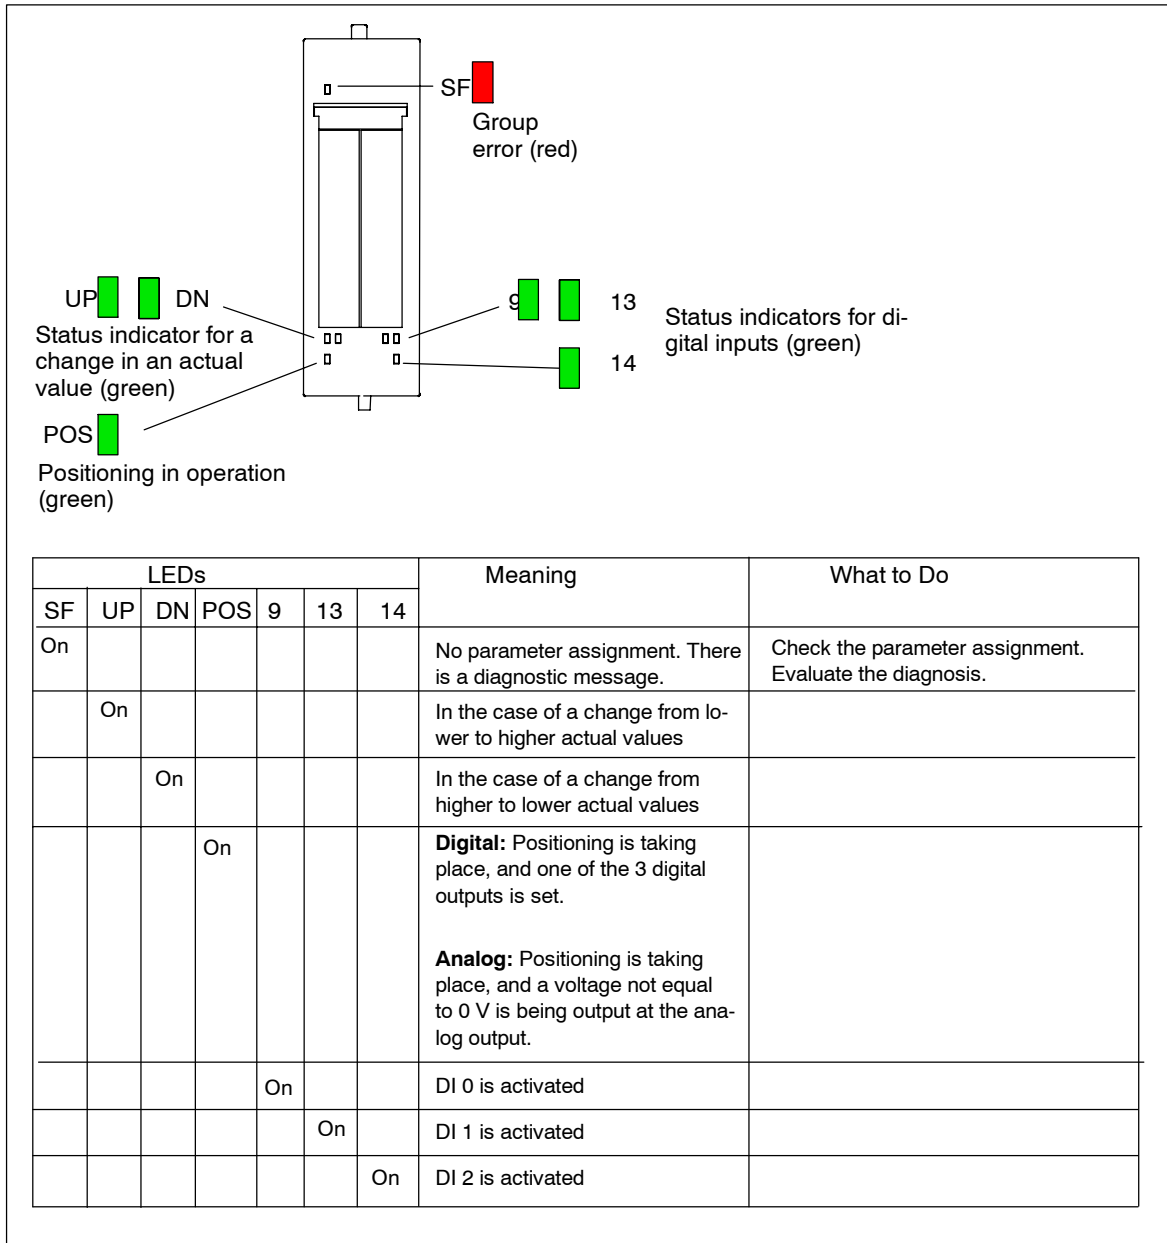 SF
Group
error (red)
UP DN
Status indicator for a
change in an actual
value (green)
9 13
14
Status indicators for di-
gital inputs (green)
POS
Positioning in operation
(green)
LEDs Meaning What to Do
SF UP DN POS 9 13 14
On No parameter assignment. There
is a diagnostic message.
Check the parameter assignment.
Evaluate the diagnosis.
On In the case of a change from lo-
wer to higher actual values
On In the case of a change from
higher to lower actual values
On Digital: Positioning is taking
place, and one of the 3 digital
outputs is set.
Analog: Positioning is taking
place, and a voltage not equal
to 0 V is being output at the ana-
log output.
On DI 0 is activated
On DI 1 is activated
On DI 2 is activated